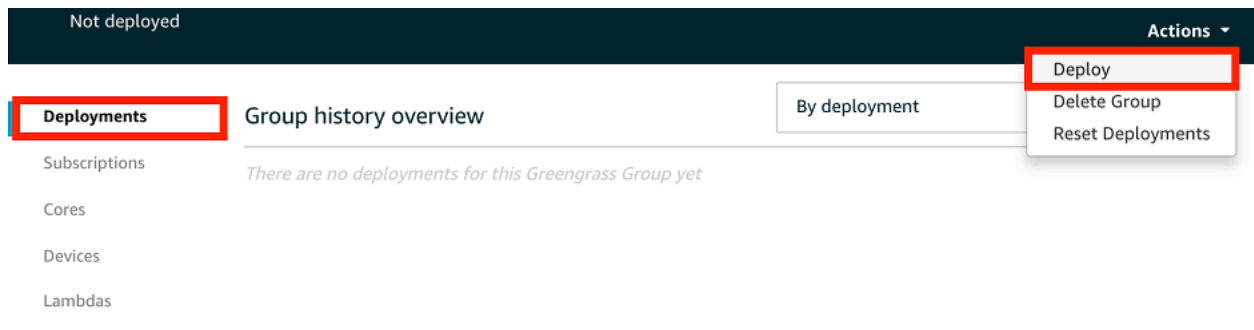 Not deployed
Actions
Deploy
Delete Group
Reset Deployments
Deployments
Subscriptions
Cores
Devices
Lambdas
Group history overview
By deployment
There are no deployments for this Greengrass Group yet